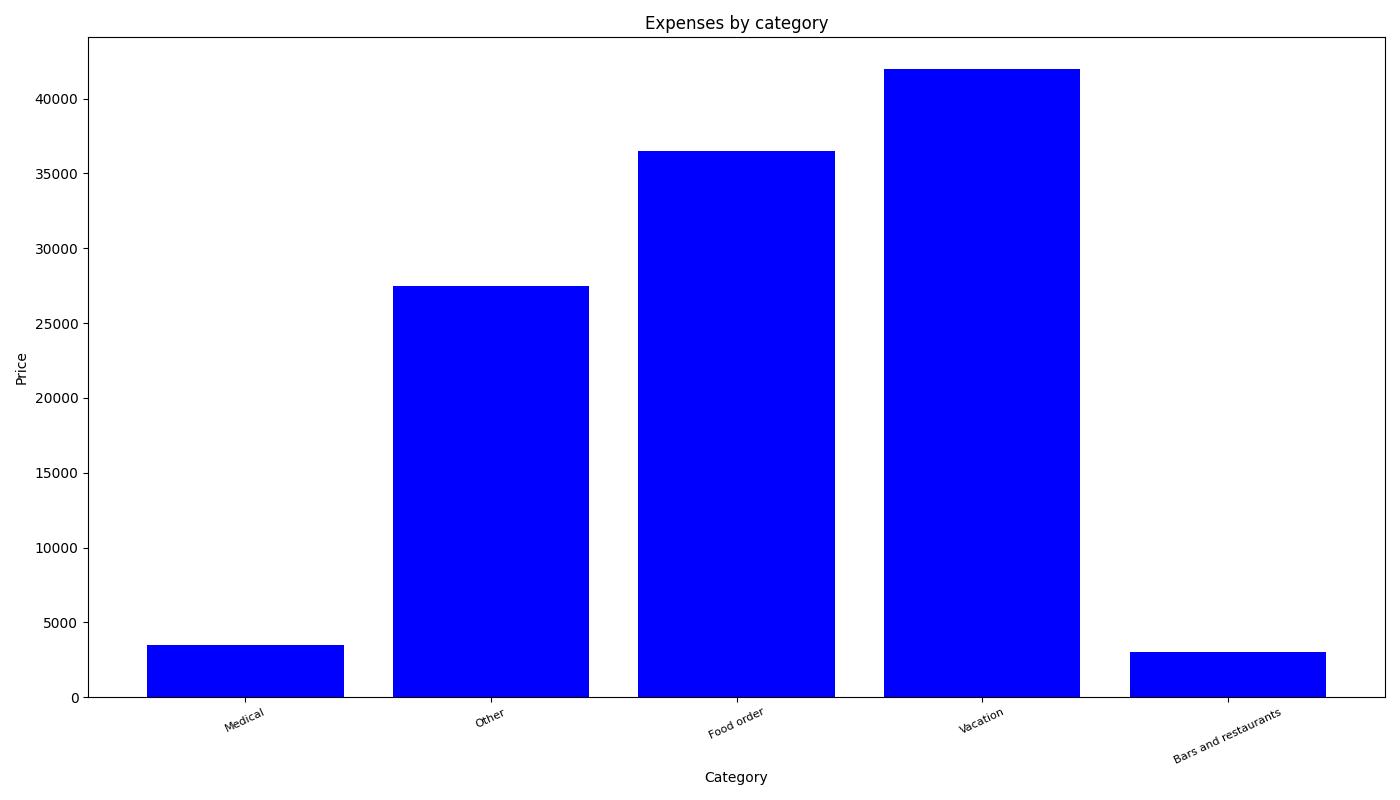 Expenses by category
Price
40000
35000
30000
25000
20000
15000
10000
5000
0
Medical
Other
Food order
Vacation
Bars and restaurants
Category